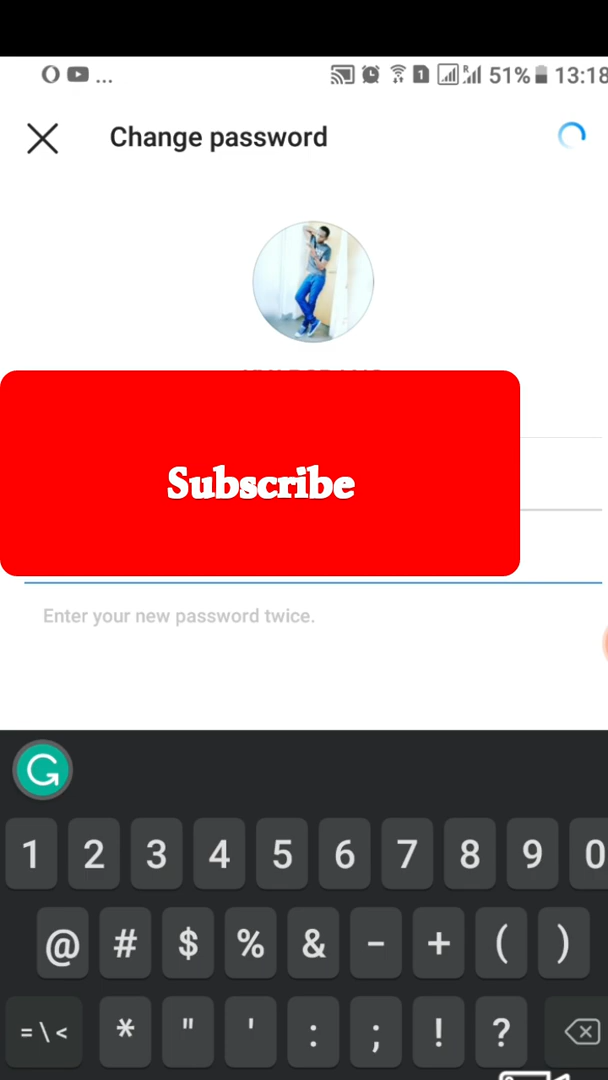 ... 1 51% 13:18
Change password
Subscribe
Enter your new password twice.
G
1 2 3 4 5 6 7 8 9 0
@ # $ % & - + ( )
= \ < * " ' : ; ! ?